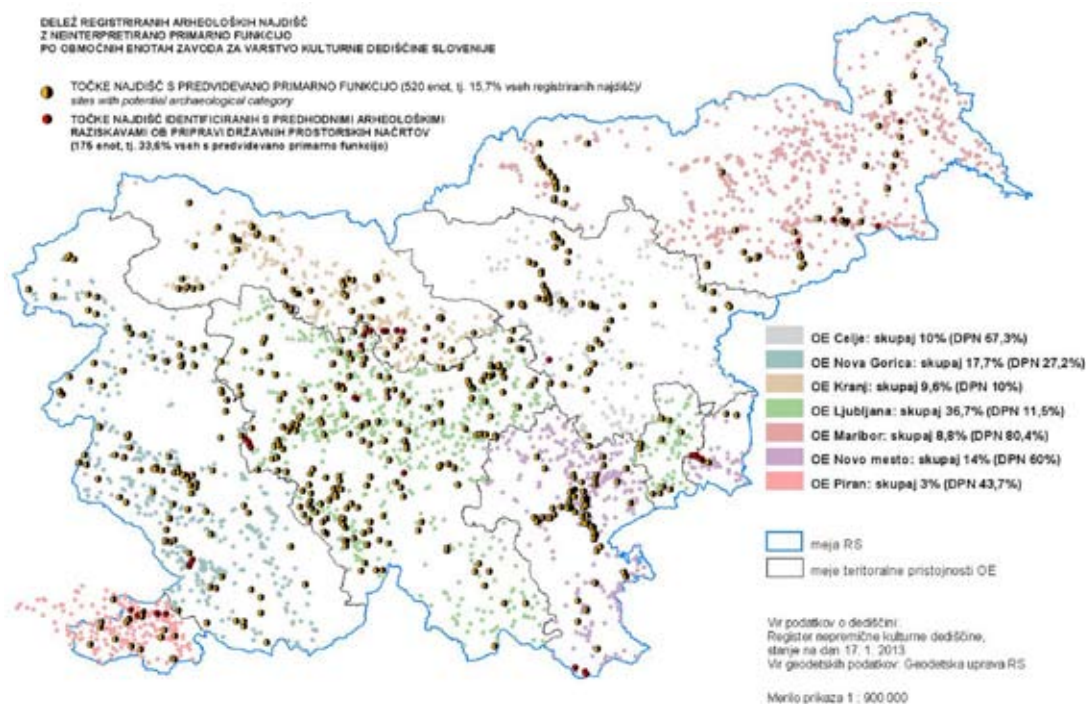 DELEŽ REGISTRIRANIH ARHEOLOŠKIH NAJDIŠČ
Z NEINTERPRETIRANO PRIMARNO FUNKCIJO
PO OBMOČNIH ENOTAH ZAVODA ZA VARSTVO KULTURNE DEDIŠČINE SLOVENIJE
TOČKE NAJDIŠČ S PREDVIDEVANO PRIMARNO FUNKCIJO (520 enot, tj. 15,7% vseh registriranih najdišč)/
sites with potential archaeological category
TOČKE NAJDIŠČ IDENTIFICIRANIH S PREDHODNIMI ARHEOLOŠKIMI
RAZISKAVAMI OB PRIPRAVI DRŽAVNIH PROSTORSKIH NAČRTOV
(175 enot, tj. 33,6% vseh s predvidevano primarno funkcijo)
OE Celje: skupaj 10% (DPN 67,3%)
OE Nova Gorica: skupaj 17,7% (DPN 27,2%)
OE Kranj: skupaj 9,6% (DPN 10%)
OE Ljubljana: skupaj 36,7% (DPN 11,5%)
OE Maribor: skupaj 8,8% (DPN 80,4%)
OE Novo mesto: skupaj 14% (DPN 60%)
OE Piran: skupaj 3% (DPN 43,7%)
meja RS
meje teritoralne pristojnosti OE
Vir podatkov o dediščini:
Register nepremične kulturne dediščine,
stanje na dan 17. 1. 2013
Vir geodetskih podatkov: Geodetska uprava RS
Merilo prikaza 1 : 900 000